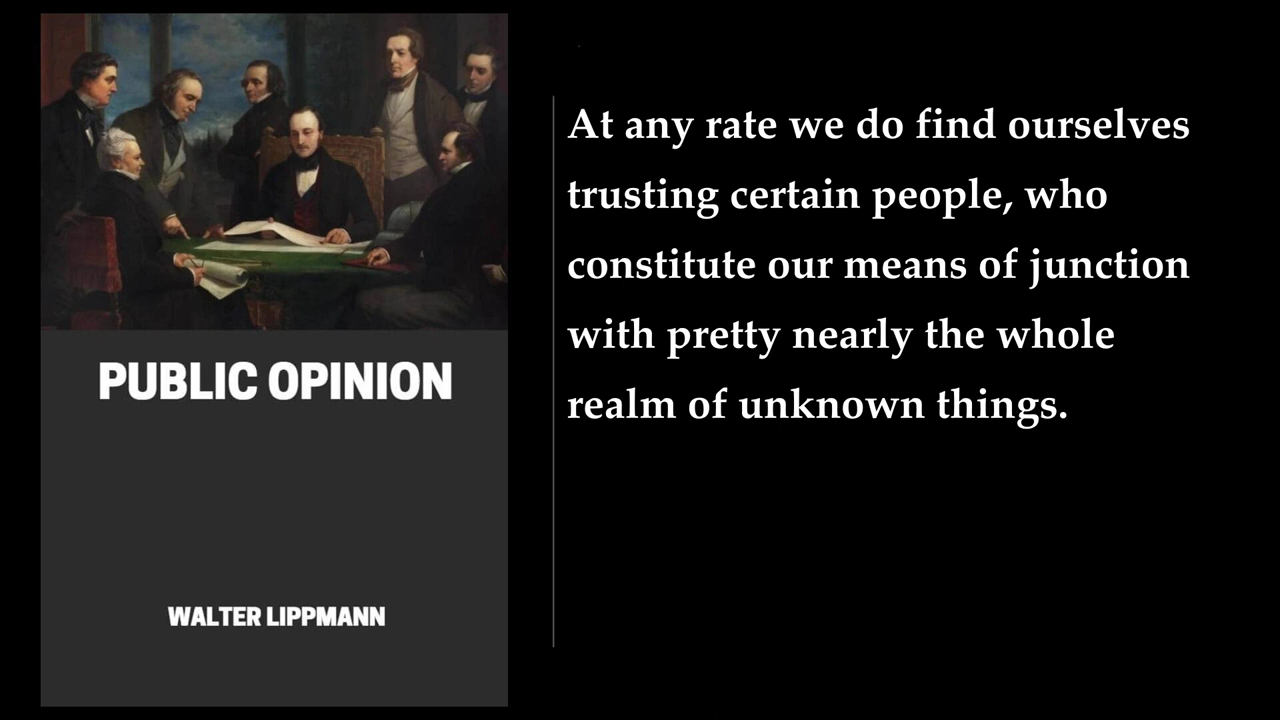 PUBLIC OPINION
WALTER LIPPMANN
At any rate we do find ourselves
trusting certain people, who
constitute our means of junction
with pretty nearly the whole
realm of unknown things.